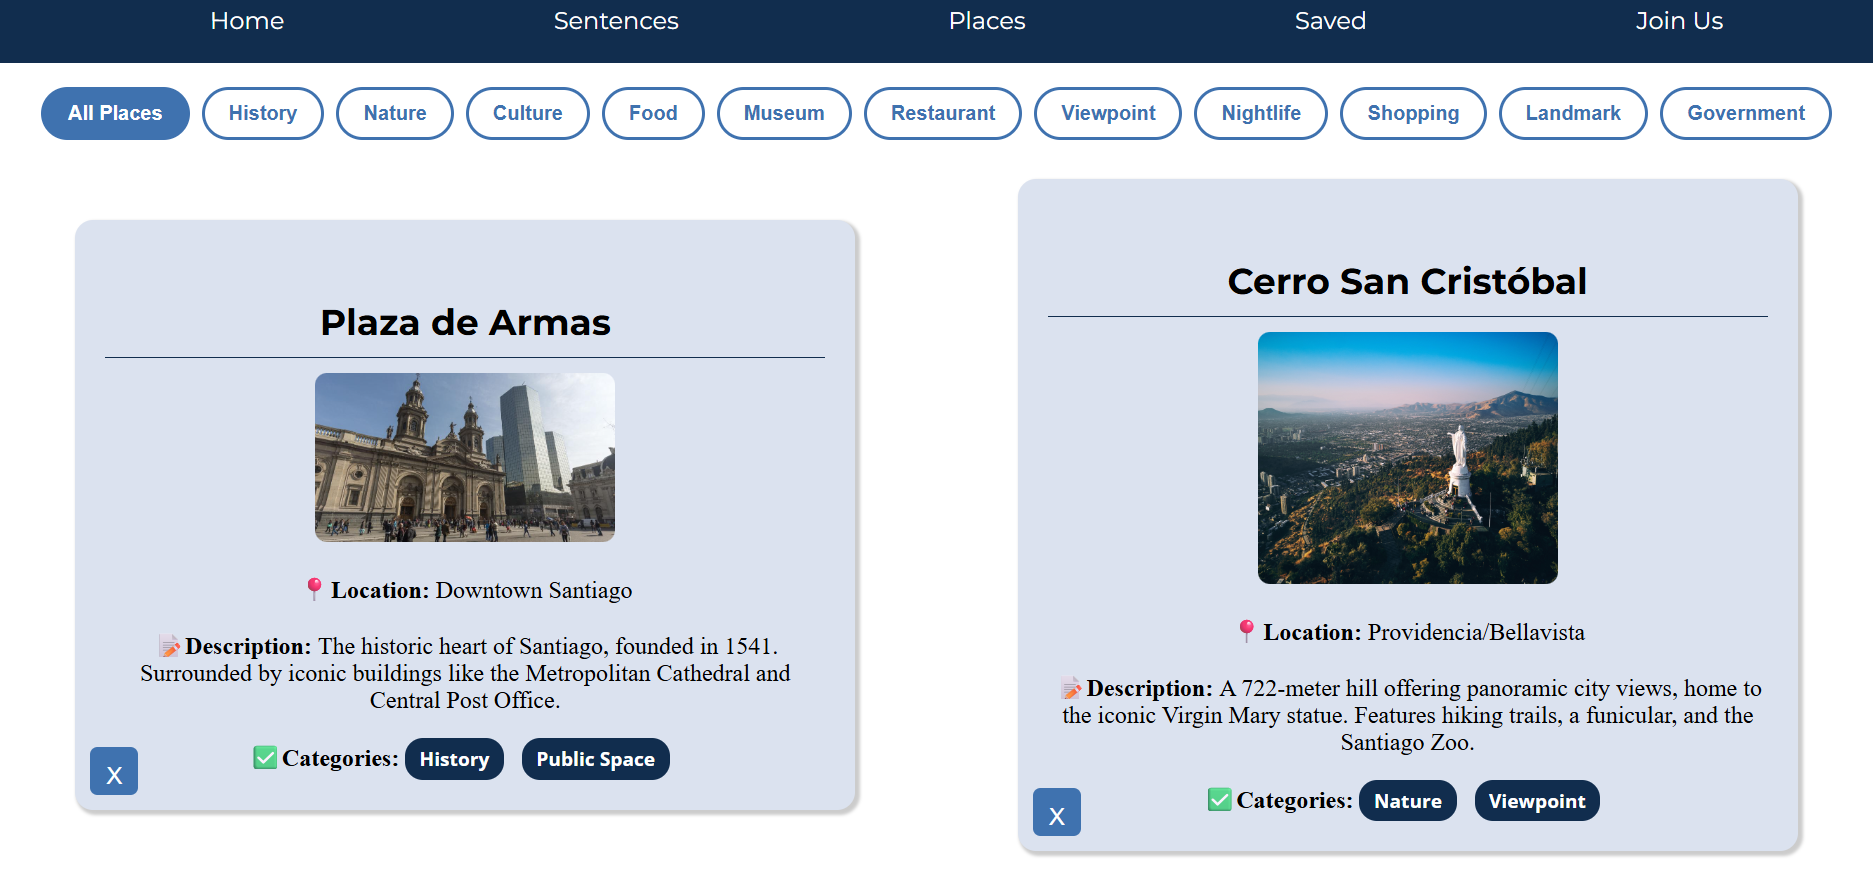 Home Sentences Places Saved Join Us
All Places History Nature Culture Food Museum Restaurant Viewpoint Nightlife Shopping Landmark Government
Plaza de Armas
Location: Downtown Santiago
Description: The historic heart of Santiago, founded in 1541.
Surrounded by iconic buildings like the Metropolitan Cathedral and
Central Post Office.
Categories: History Public Space
X
Cerro San Cristóbal
Location: Providencia/Bellavista
Description: A 722-meter hill offering panoramic city views, home to
the iconic Virgin Mary statue. Features hiking trails, a funicular, and the
Santiago Zoo.
Categories: Nature Viewpoint
X